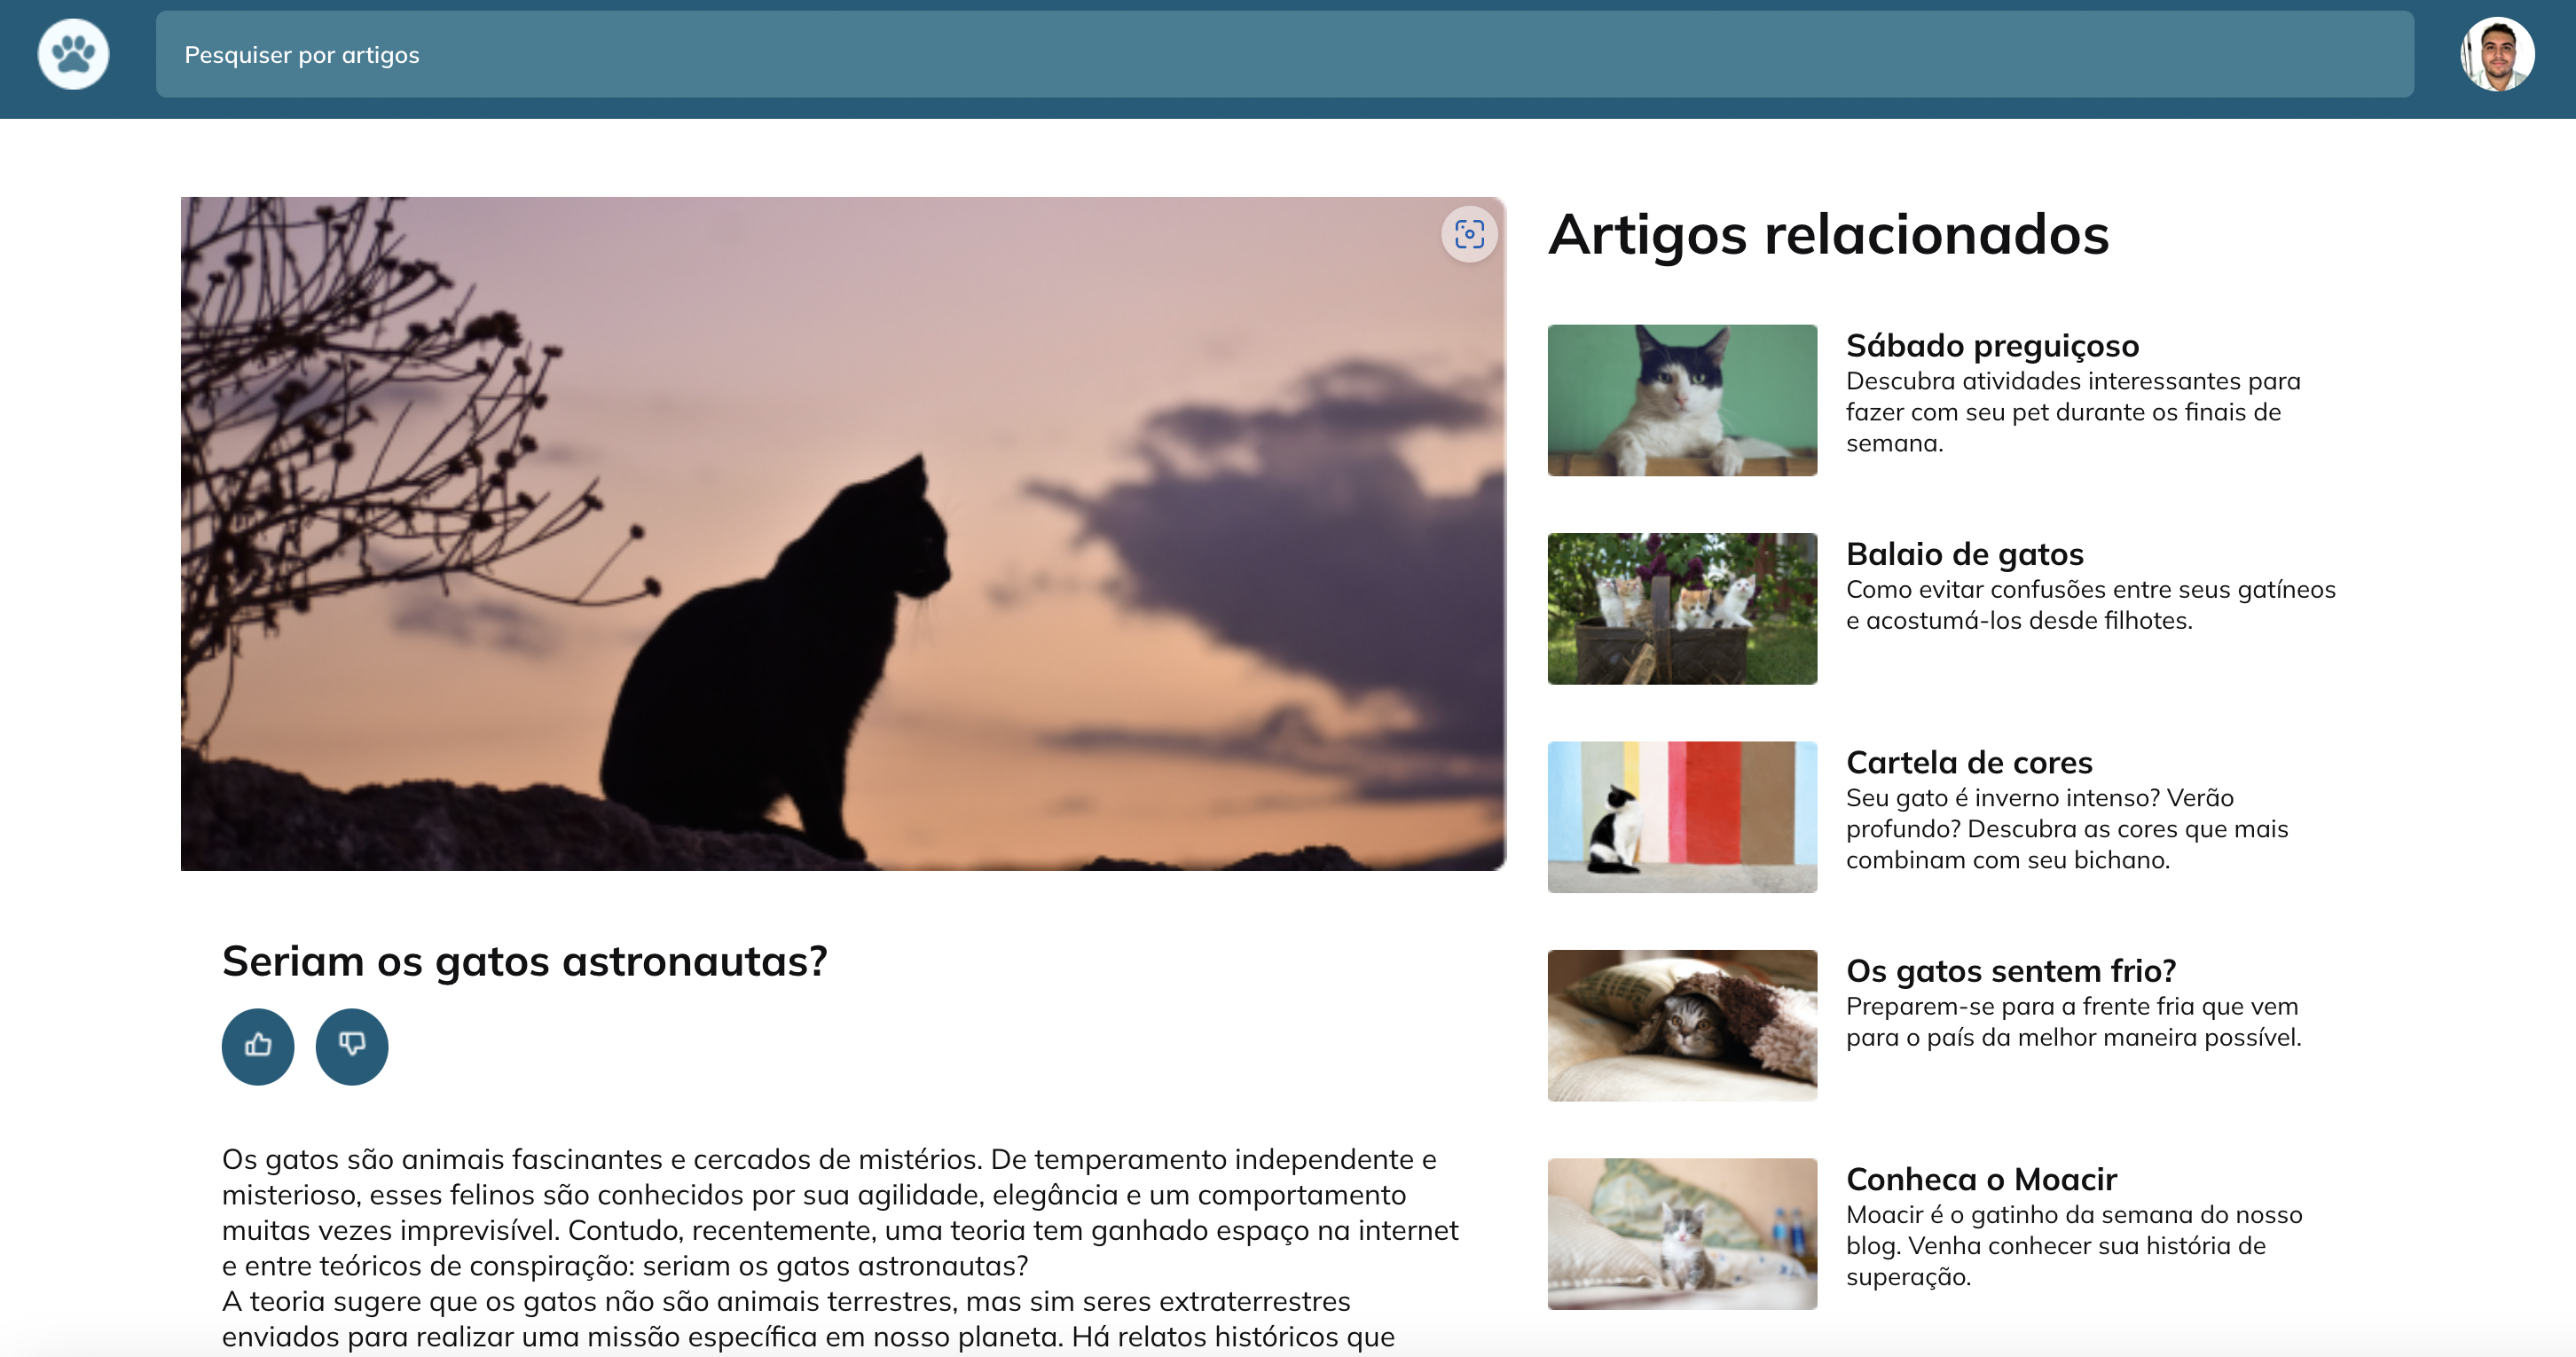 Pesquiser por artigos
Seriam os gatos astronautas?
Os gatos são animais fascinantes e cercados de mistérios. De temperamento independente e
misterioso, esses felinos são conhecidos por sua agilidade, elegância e um comportamento
muitas vezes imprevisível. Contudo, recentemente, uma teoria tem ganhado espaço na internet
e entre teóricos de conspiração: seriam os gatos astronautas?
A teoria sugere que os gatos não são animais terrestres, mas sim seres extraterrestres
enviados para realizar uma missão específica em nosso planeta. Há relatos históricos que
Artigos relacionados
Sábado preguiçoso
Descubra atividades interessantes para
fazer com seu pet durante os finais de
semana.
Balaio de gatos
Como evitar confusões entre seus gatíneos
e acostumá-los desde filhotes.
Cartela de cores
Seu gato é inverno intenso? Verão
profundo? Descubra as cores que mais
combinam com seu bichano.
Os gatos sentem frio?
Preparem-se para a frente fria que vem
para o país da melhor maneira possível.
Conheca o Moacir
Moacir é o gatinho da semana do nosso
blog. Venha conhecer sua história de
superação.